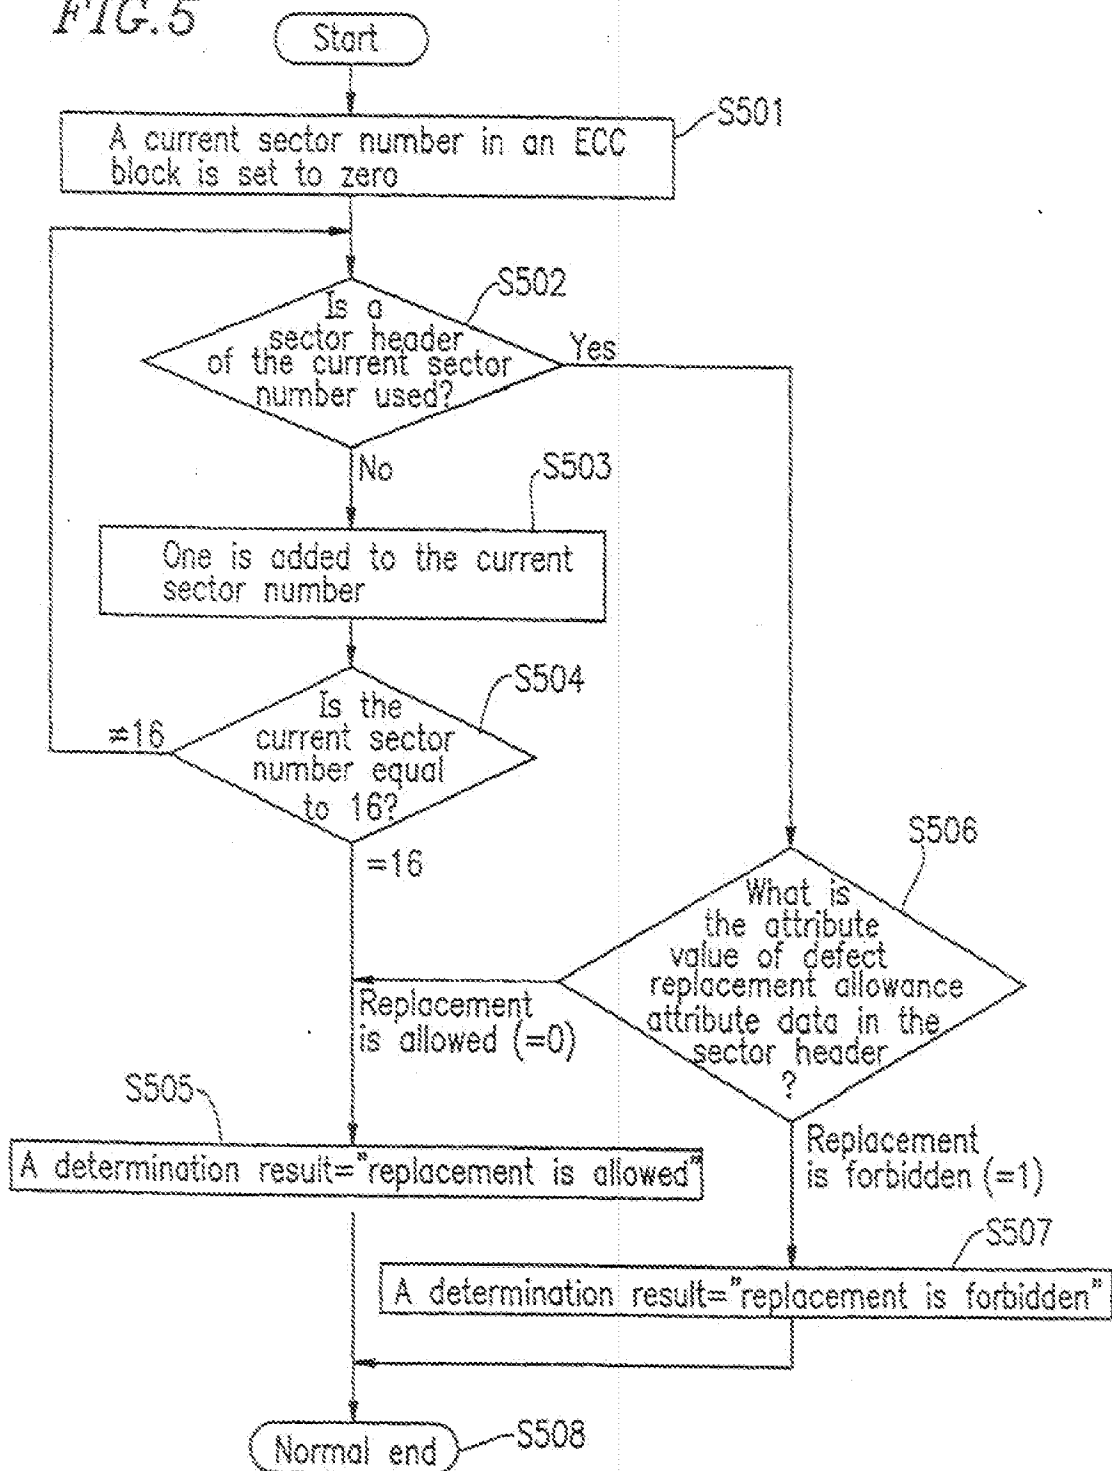 FIG.5
Start
S501
A current sector number in an ECC
block is set to zero
S502
Is a
sector header
of the current sector
number used?
Yes
No
S503
One is added to the current
sector number
S504
Is the
current sector
number equal
to 16?
≠16
=16
S506
What is
the attribute
value of defect
replacement allowance
attribute data in the
sector header
?
Replacement
is allowed (=0)
S505
A determination result="replacement is allowed"
Replacement
is forbidden (=1)
S507
A determination result="replacement is forbidden"
Normal end
S508